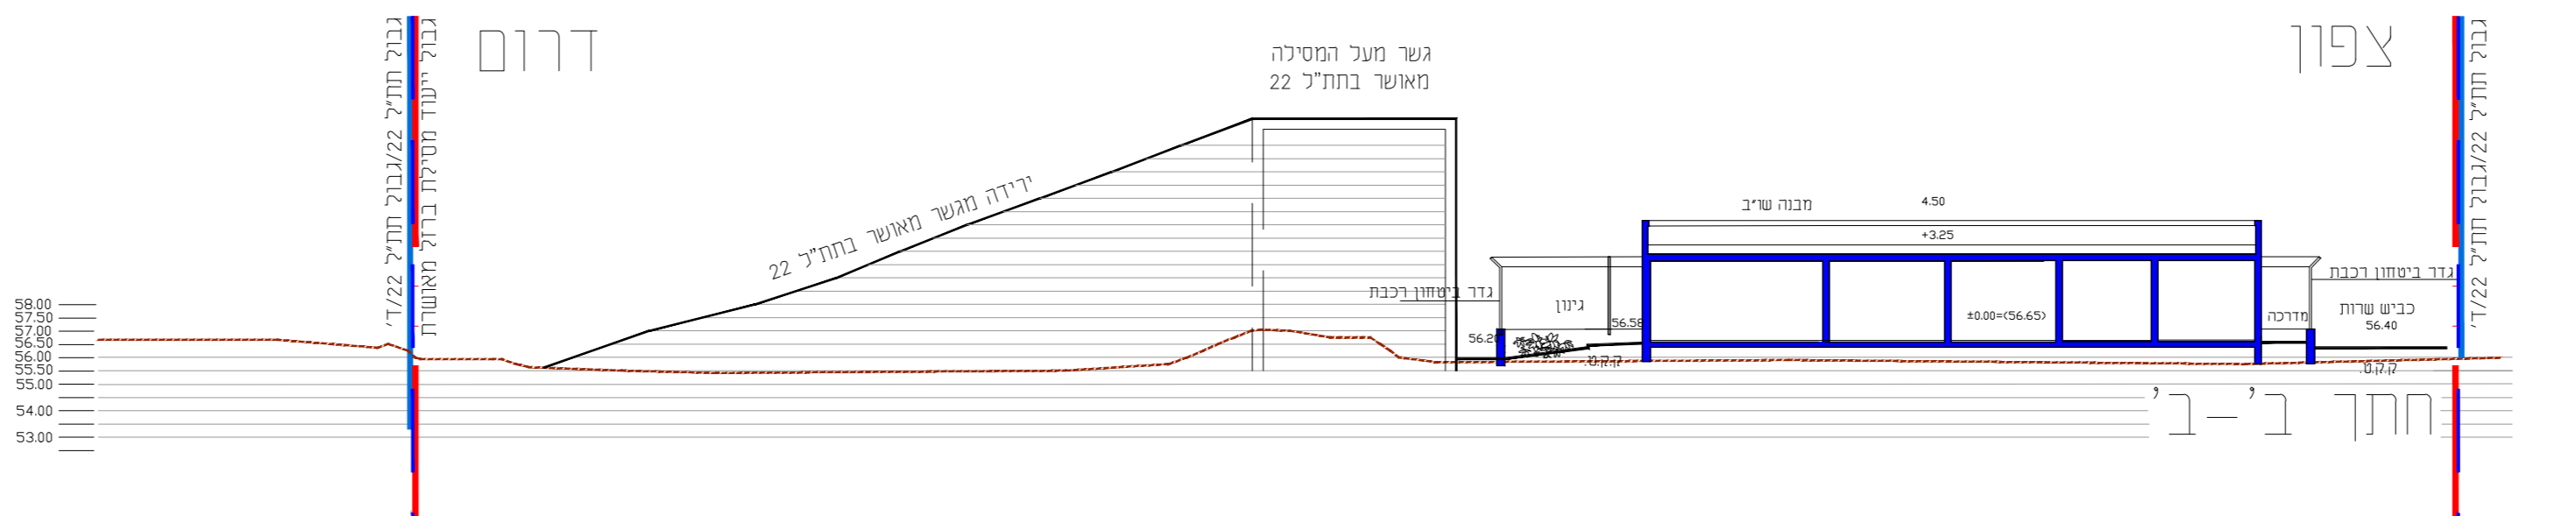 צפון
דרום
גבול תת"ל 22/גבול תת"ל 22/ד'
גבול תת"ל 22/גבול תת"ל 22/ד'
גבול ייעוד מסילת ברזל מאושרת
גשר מעל המסילה
מאושר בתת"ל 22
ירידה מגשר מאושר בתת"ל 22
מבנה שו"ב
4.50
+3.25
גדר ביטחון רכבת
גדר ביטחון רכבת
גינון
56.58
56.20
±0.00=(56.65)
מדרכה
כביש שרות
56.40
ק.ק.ט.
ק.ק.ט.
58.00
57.50
57.00
56.50
56.00
55.50
55.00
54.00
53.00
חתך ב'-ב'